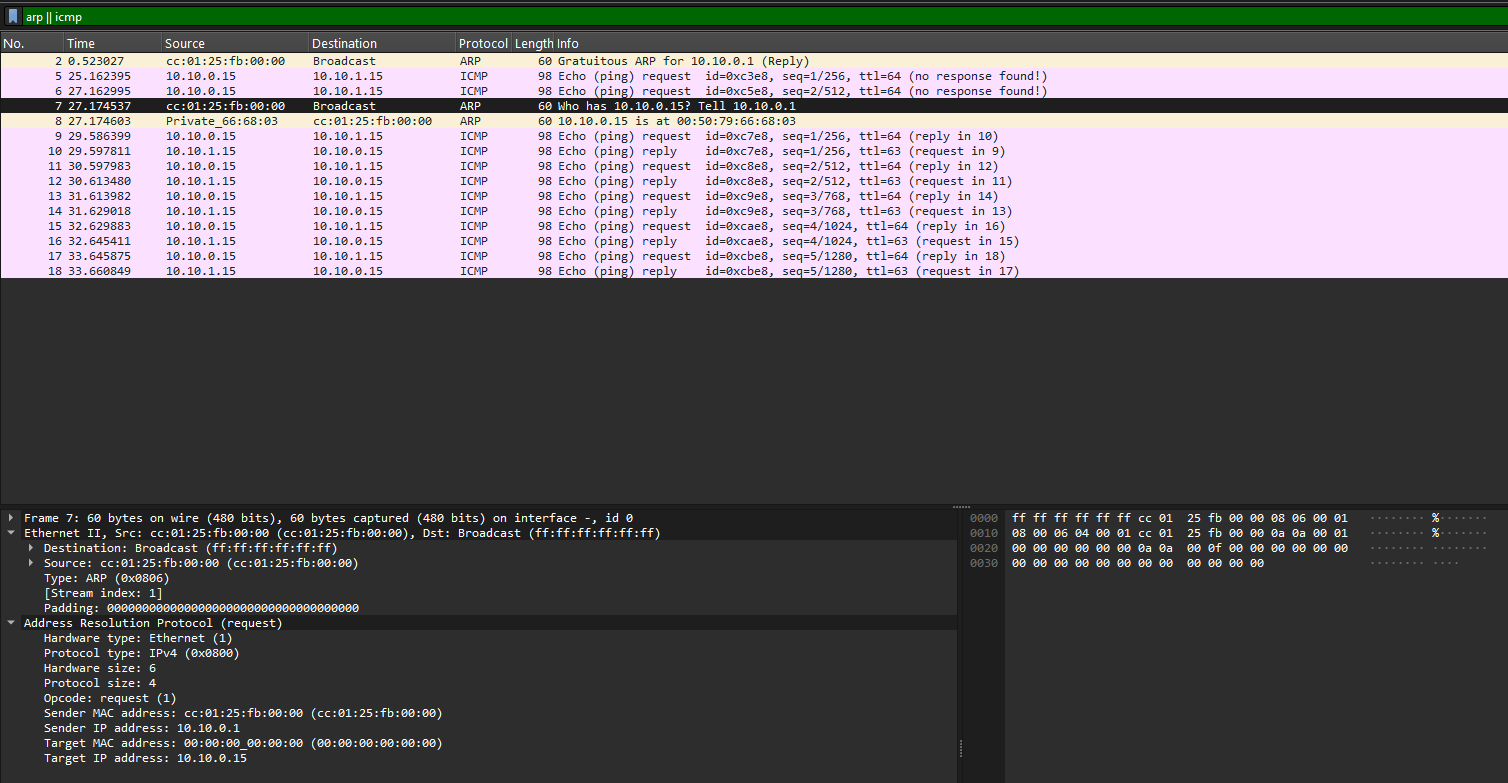 arp || icmp
No. Time Source Destination Protocol Length Info
2 0.523027 cc:01:25:fb:00:00 Broadcast ARP 60 Gratuitous ARP for 10.10.0.1 (Reply)
5 25.162395 10.10.0.15 10.10.1.15 ICMP 98 Echo (ping) request id=0xc3e8, seq=1/256, ttl=64 (no response found!)
6 27.162995 10.10.0.15 10.10.1.15 ICMP 98 Echo (ping) request id=0xc5e8, seq=2/512, ttl=64 (no response found!)
7 27.174537 cc:01:25:fb:00:00 Broadcast ARP 60 Who has 10.10.0.15? Tell 10.10.0.1
8 27.174603 Private_66:68:03 cc:01:25:fb:00:00 ARP 60 10.10.0.15 is at 00:50:79:66:68:03
9 29.586399 10.10.0.15 10.10.1.15 ICMP 98 Echo (ping) request id=0xc7e8, seq=1/256, ttl=64 (reply in 10)
10 29.597811 10.10.1.15 10.10.0.15 ICMP 98 Echo (ping) reply id=0xc7e8, seq=1/256, ttl=63 (request in 9)
11 30.597983 10.10.0.15 10.10.1.15 ICMP 98 Echo (ping) request id=0xc8e8, seq=2/512, ttl=64 (reply in 12)
12 30.613480 10.10.1.15 10.10.0.15 ICMP 98 Echo (ping) reply id=0xc8e8, seq=2/512, ttl=63 (request in 11)
13 31.613982 10.10.0.15 10.10.1.15 ICMP 98 Echo (ping) request id=0xc9e8, seq=3/768, ttl=64 (reply in 14)
14 31.629018 10.10.1.15 10.10.0.15 ICMP 98 Echo (ping) reply id=0xc9e8, seq=3/768, ttl=63 (request in 13)
15 32.629883 10.10.0.15 10.10.1.15 ICMP 98 Echo (ping) request id=0xcae8, seq=4/1024, ttl=64 (reply in 16)
16 32.645411 10.10.1.15 10.10.0.15 ICMP 98 Echo (ping) reply id=0xcae8, seq=4/1024, ttl=63 (request in 15)
17 33.645875 10.10.0.15 10.10.1.15 ICMP 98 Echo (ping) request id=0xcbe8, seq=5/1280, ttl=64 (reply in 18)
18 33.660849 10.10.1.15 10.10.0.15 ICMP 98 Echo (ping) reply id=0xcbe8, seq=5/1280, ttl=63 (request in 17)
Frame 7: 60 bytes on wire (480 bits), 60 bytes captured (480 bits) on interface -, id 0
Ethernet II, Src: cc:01:25:fb:00:00 (cc:01:25:fb:00:00), Dst: Broadcast (ff:ff:ff:ff:ff:ff)
Destination: Broadcast (ff:ff:ff:ff:ff:ff)
Source: cc:01:25:fb:00:00 (cc:01:25:fb:00:00)
Type: ARP (0x0806)
[Stream index: 1]
Padding: 000000000000000000000000000000000000
Address Resolution Protocol (request)
Hardware type: Ethernet (1)
Protocol type: IPv4 (0x0800)
Hardware size: 6
Protocol size: 4
Opcode: request (1)
Sender MAC address: cc:01:25:fb:00:00 (cc:01:25:fb:00:00)
Sender IP address: 10.10.0.1
Target MAC address: 00:00:00_00:00:00 (00:00:00:00:00:00)
Target IP address: 10.10.0.15
0000 ff ff ff ff ff ff cc 01 25 fb 00 00 08 06 00 01 ········ %·······
0010 08 00 06 04 00 01 cc 01 25 fb 00 00 0a 0a 00 01 ········ %·······
0020 00 00 00 00 00 00 0a 0a 00 0f 00 00 00 00 00 00 ········ ········
0030 00 00 00 00 00 00 00 00 00 00 00 00 ········ ····